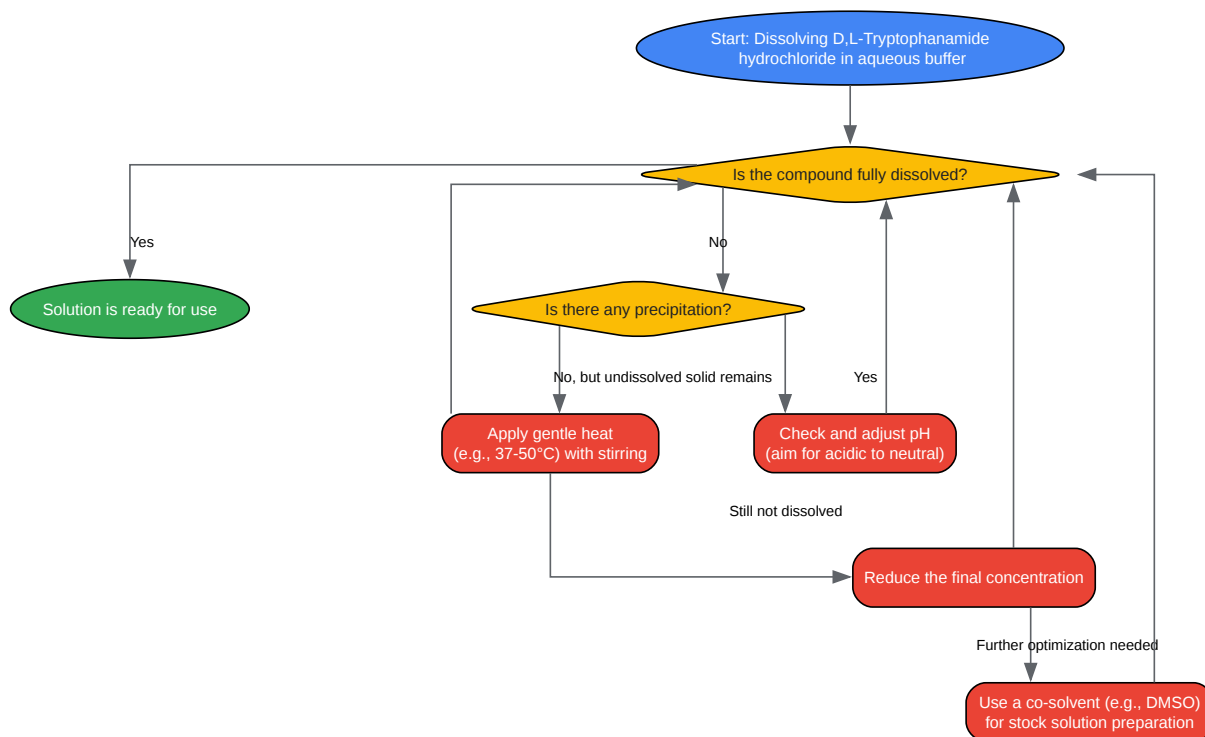 Start: Dissolving D,L-Tryptophanamide
hydrochloride in aqueous buffer
Is the compound fully dissolved?
Yes
No
Solution is ready for use
Is there any precipitation?
No, but undissolved solid remains
Yes
Apply gentle heat
(e.g., 37-50°C) with stirring
Check and adjust pH
(aim for acidic to neutral)
Still not dissolved
Reduce the final concentration
Further optimization needed
Use a co-solvent (e.g., DMSO)
for stock solution preparation